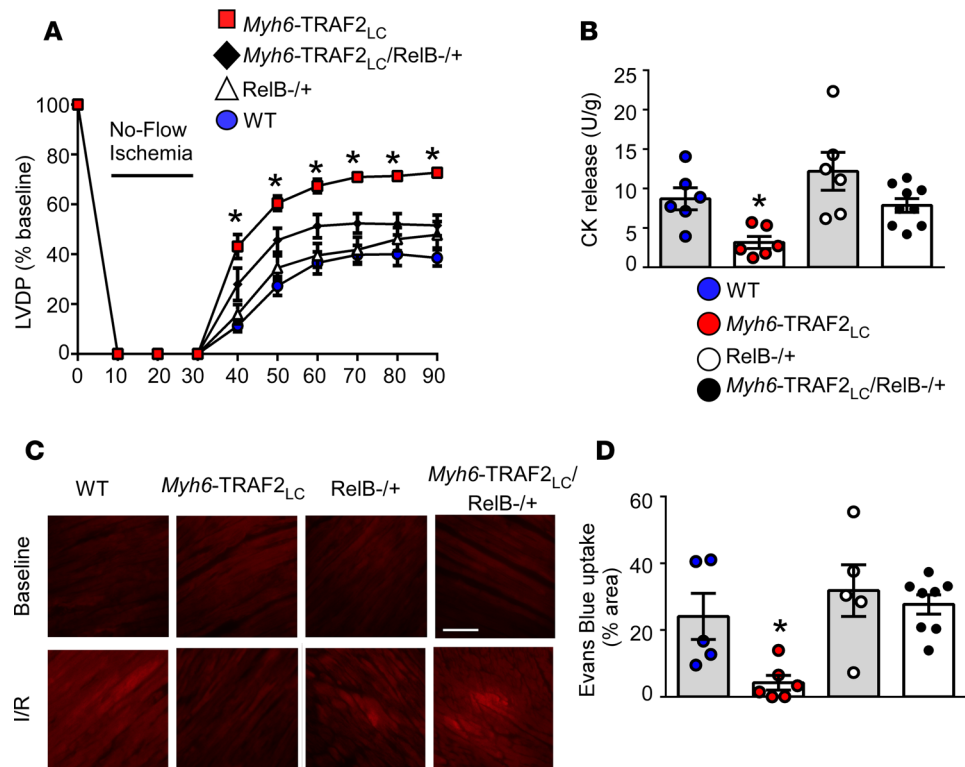 A
Myh6-TRAF2LC
Myh6-TRAF2LC/RelB-/+
RelB-/+
WT
LVDP (% baseline)
100
80
60
40
20
0
No-Flow
Ischemia
* * * * * *
0 10 20 30 40 50 60 70 80 90
B
CK release (U/g)
25
20
15
10
5
0
*
WT
Myh6-TRAF2LC
RelB-/+
Myh6-TRAF2LC/RelB-/+
C
WT
Myh6-TRAF2LC
RelB-/+
Myh6-TRAF2LC/
RelB-/+
Baseline
I/R
D
Evans Blue uptake
(% area)
60
40
20
0
*